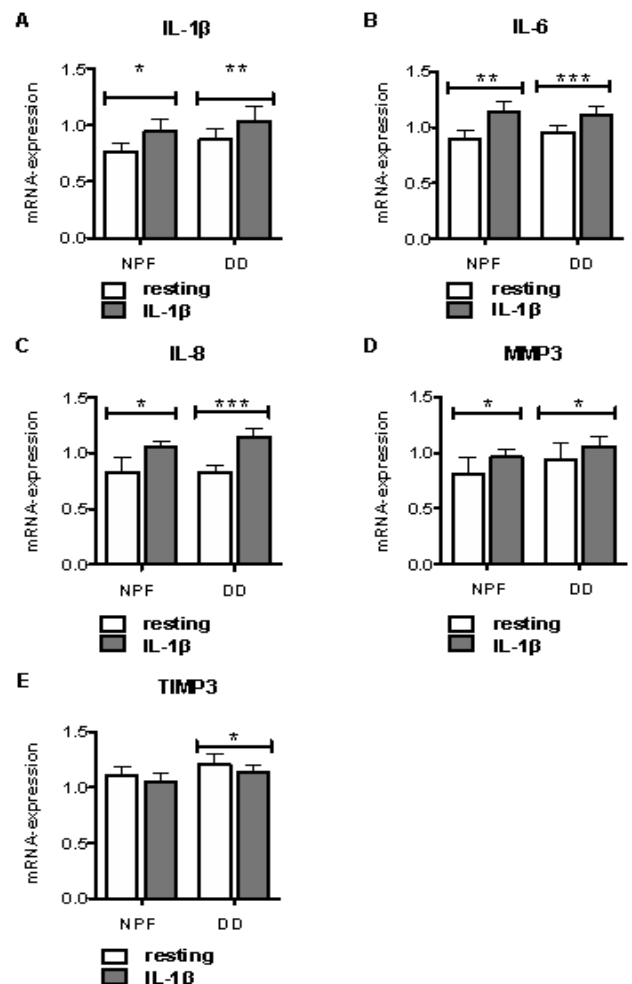 A
IL-1β
mRNA-expression
1.5
1.0
0.5
0.0
*
**
NPF
DD
resting
IL-1β
B
IL-6
mRNA-expression
1.5
1.0
0.5
0.0
**
***
NPF
DD
resting
IL-1β
C
IL-8
mRNA-expression
1.5
1.0
0.5
0.0
*
***
NPF
DD
resting
IL-1β
D
MMP3
mRNA-expression
1.5
1.0
0.5
0.0
*
*
NPF
DD
resting
IL-1β
E
TIMP3
mRNA-expression
1.5
1.0
0.5
0.0
*
NPF
DD
resting
IL-1β